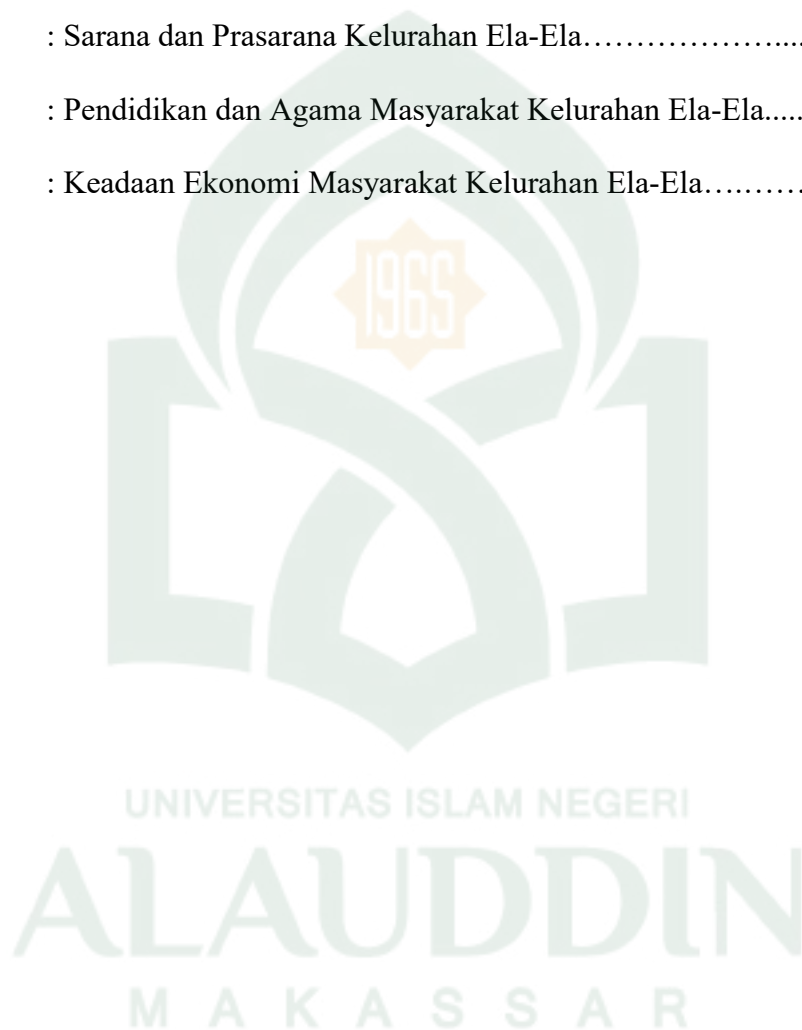 : Sarana dan Prasarana Kelurahan Ela-Ela………………....
: Pendidikan dan Agama Masyarakat Kelurahan Ela-Ela.....
: Keadaan Ekonomi Masyarakat Kelurahan Ela-Ela….……
1965
UNIVERSITAS ISLAM NEGERI
ALAUDDIN
MAKASSAR